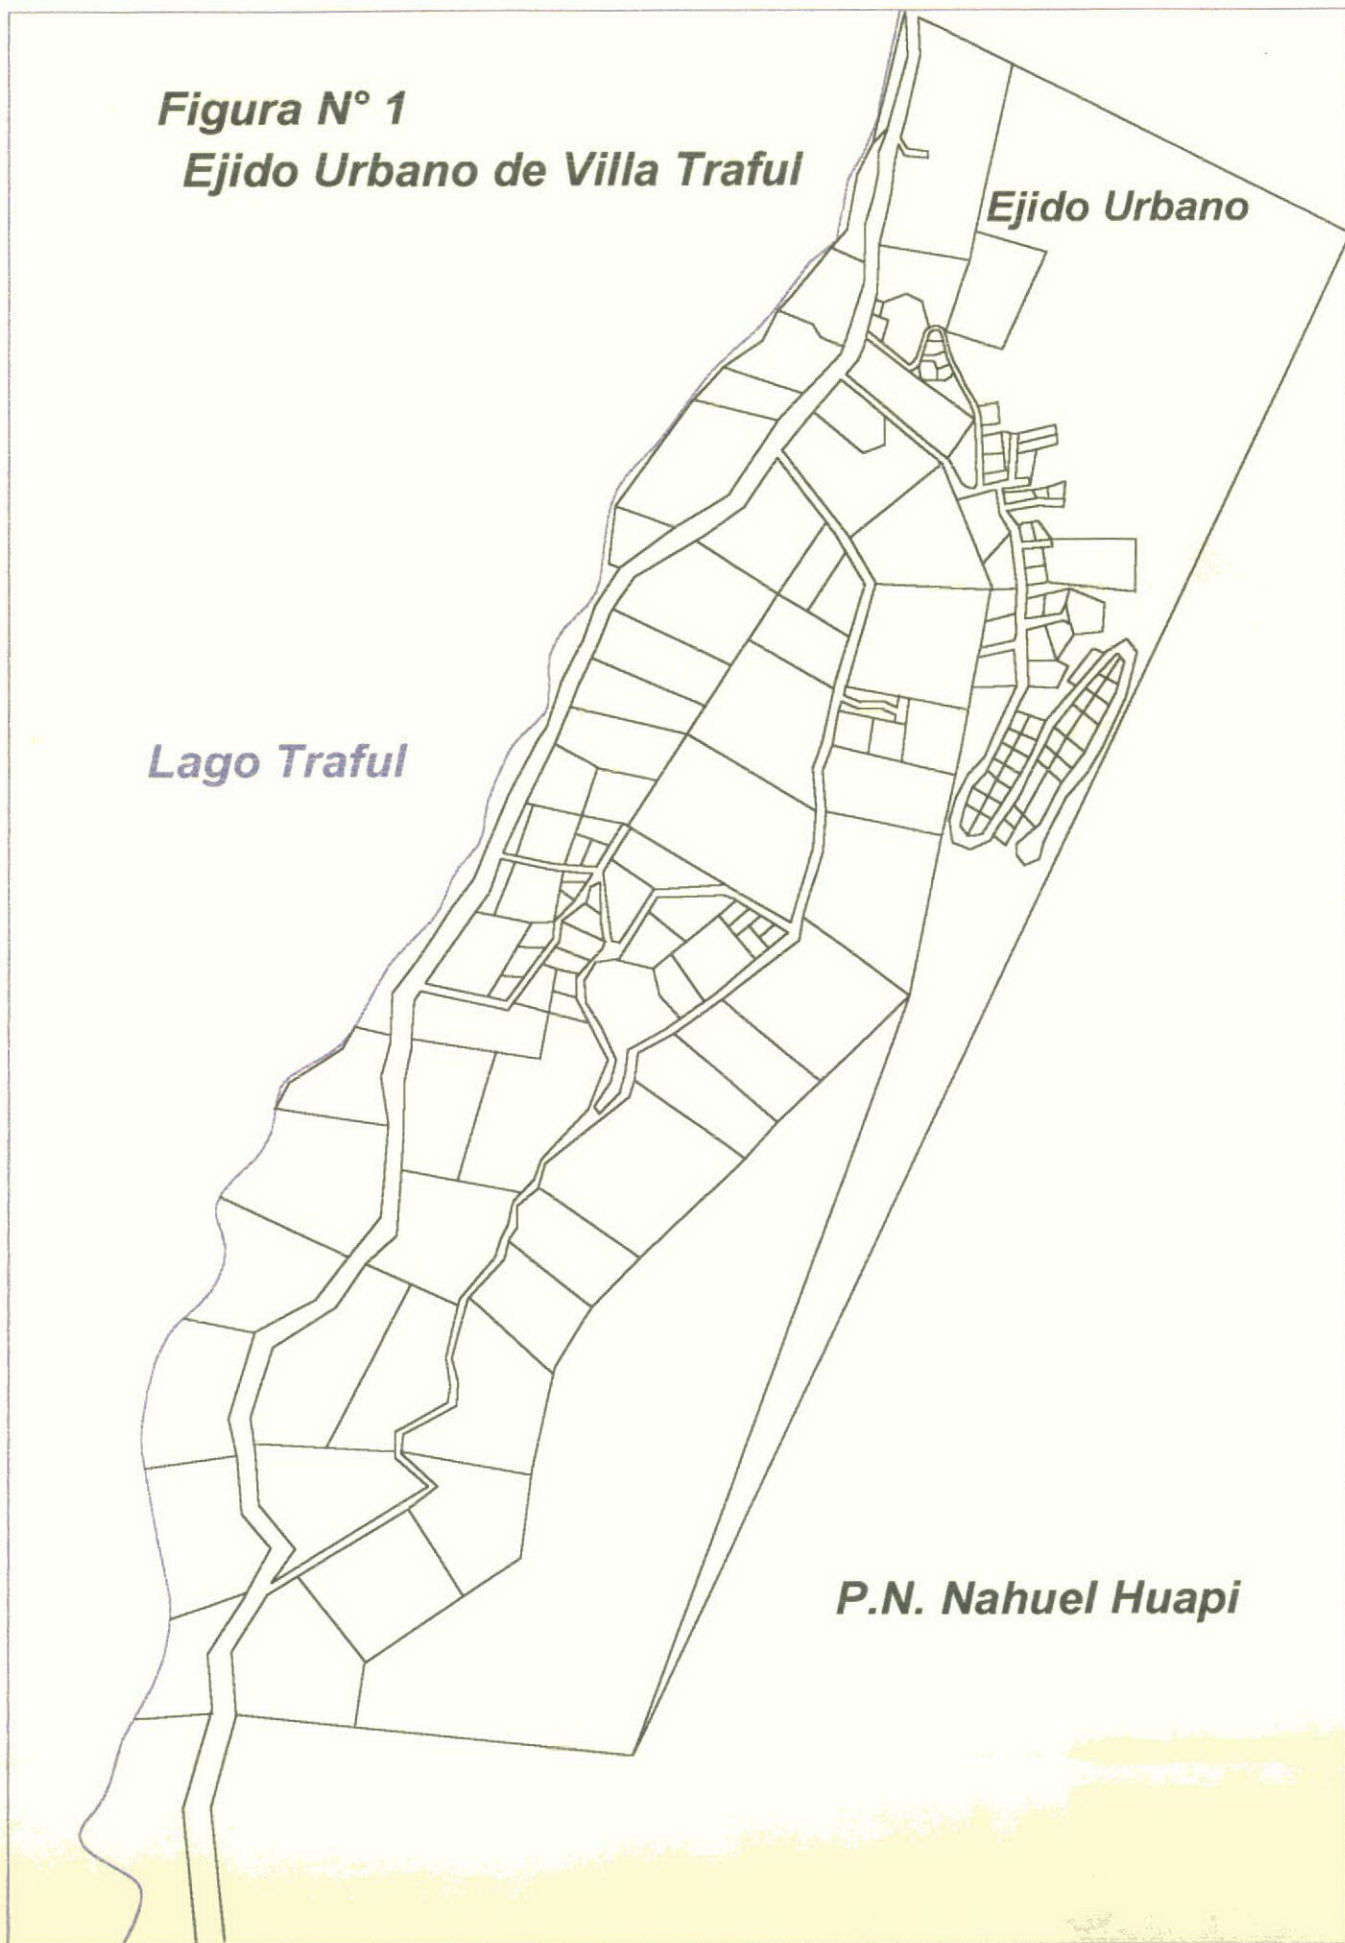 Figura N° 1
Ejido Urbano de Villa Traful
Ejido Urbano
Lago Traful
P.N. Nahuel Huapi